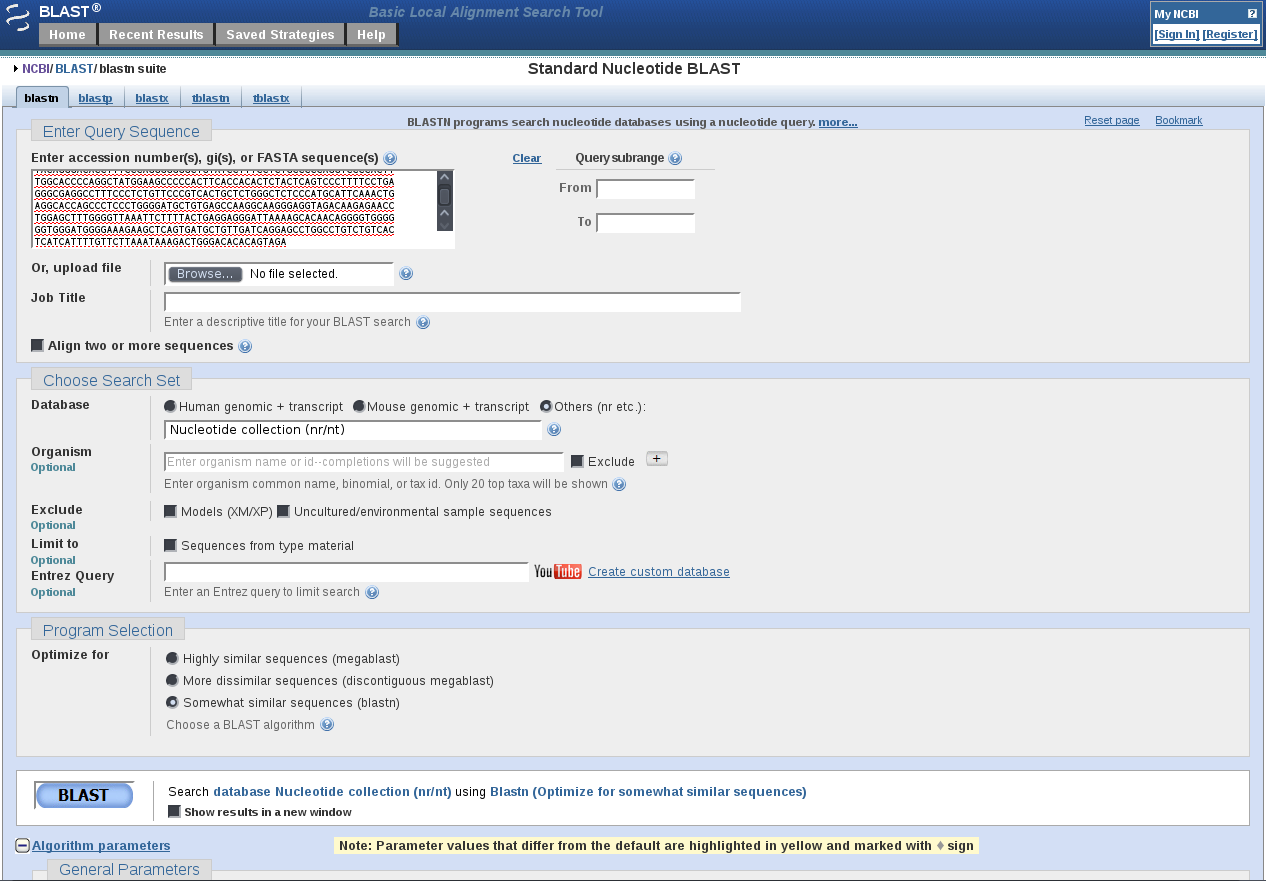 BLAST®
Basic Local Alignment Search Tool
My NCBI ?
[Sign In] [Register]
Home Recent Results Saved Strategies Help
NCBI/ BLAST/ blastn suite
Standard Nucleotide BLAST
blastn blastp blastx tblastn tblastx
BLASTN programs search nucleotide databases using a nucleotide query. more...
Reset page Bookmark
Enter Query Sequence
Enter accession number(s), gi(s), or FASTA sequence(s) ?
Clear
Query subrange ?
TGGCACCCCAGGCTATGGAAGCCCCCACTTCACCACACTCTACTCAGTCCCTTTTCCTGA
GGGCGAGGCCTTTCCCTCTGTTCCCGTCACTGCTCTGGGCTCTCCCATGCATTCAAACTG
AGGCACCAGCCCTCCCTGGGGATGCTGTGAGCCAAGGCAAGGGAGGTAGACAAGAGAACC
TGGAGCTTTGGGGTTAAATTCTTTTACTGAGGAGGGATTAAAAGCACAACAGGGGTGGGG
GGTGGGATGGGGAAAGAAGCTCAGTGATGCTGTTGATCAGGAGCCTGGCCTGTCTGTCAC
TCATCATTTTGTTCTTAAATAAAGACTGGGACACACAGTAGA
From
To
Or, upload file
Browse... No file selected. ?
Job Title
Enter a descriptive title for your BLAST search ?
Align two or more sequences ?
Choose Search Set
Database
Human genomic + transcript Mouse genomic + transcript Others (nr etc.):
Nucleotide collection (nr/nt) ?
Organism
Optional
Enter organism name or id--completions will be suggested
Exclude +
Enter organism common name, binomial, or tax id. Only 20 top taxa will be shown ?
Exclude
Optional
Models (XM/XP) Uncultured/environmental sample sequences
Limit to
Optional
Sequences from type material
Entrez Query
Optional
YouTube Create custom database
Enter an Entrez query to limit search ?
Program Selection
Optimize for
Highly similar sequences (megablast)
More dissimilar sequences (discontiguous megablast)
Somewhat similar sequences (blastn)
Choose a BLAST algorithm ?
BLAST
Search database Nucleotide collection (nr/nt) using Blastn (Optimize for somewhat similar sequences)
Show results in a new window
Algorithm parameters
Note: Parameter values that differ from the default are highlighted in yellow and marked with ♦ sign
General Parameters